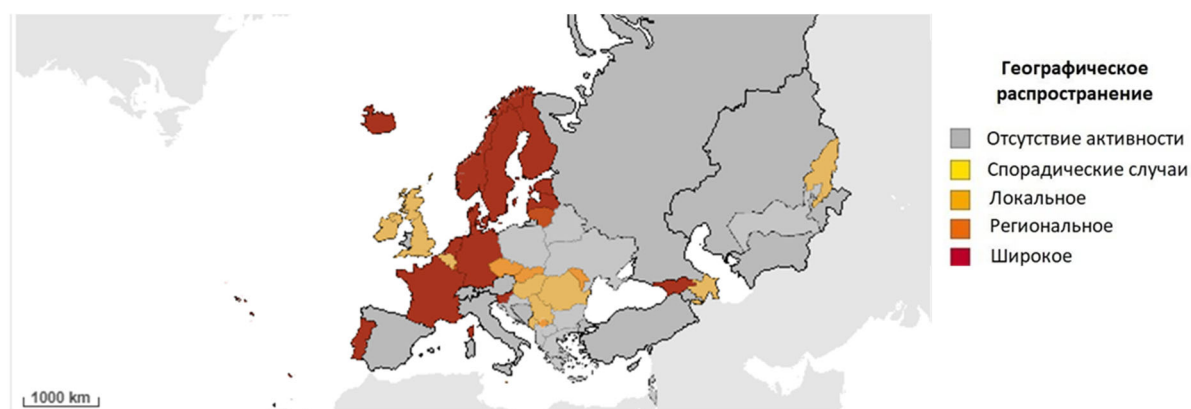 Географическое
распространение
Отсутствие активности
Спорадические случаи
Локальное
Региональное
Широкое
1000 km